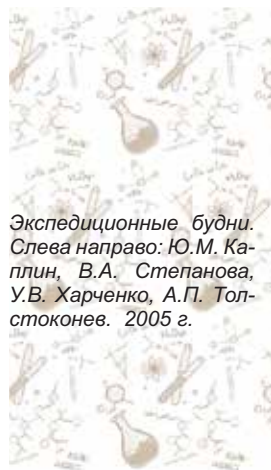 Экспедиционные будни.
Слева направо: Ю.М. Ка-
плин, В.А. Степанова,
У.В. Харченко, А.П. Тол-
стоконев. 2005 г.